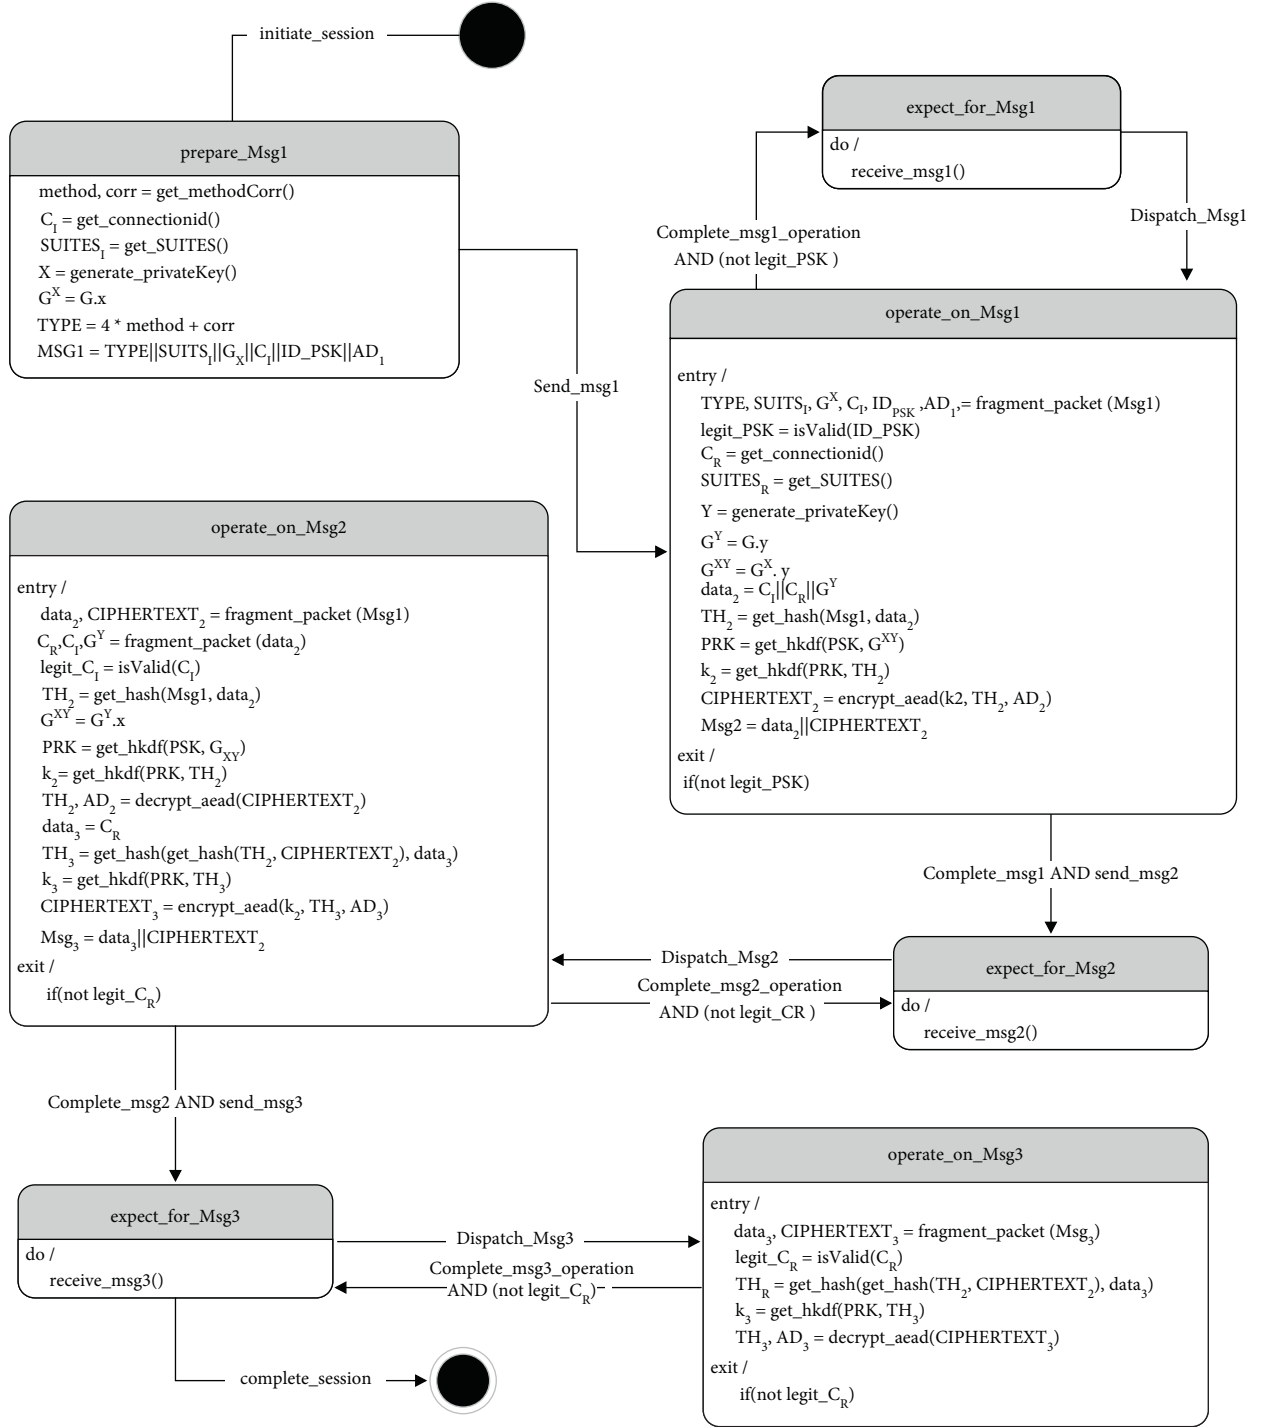 initiate_session
prepare_Msg1
method, corr = get_methodCorr()
C_I = get_connectionid()
SUITES_I = get_SUITES()
X = generate_privateKey()
G^X = G.x
TYPE = 4 * method + corr
MSG1 = TYPE||SUITS_I||G_X||C_I||ID_PSK||AD_1
Send_msg1
expect_for_Msg1
do /
receive_msg1()
Dispatch_Msg1
Complete_msg1_operation
AND (not legit_PSK )
operate_on_Msg1
entry /
TYPE, SUITS_I, G^X, C_I, ID_PSK ,AD_1,= fragment_packet (Msg1)
legit_PSK = isValid(ID_PSK)
C_R = get_connectionid()
SUITES_R = get_SUITES()
Y = generate_privateKey()
G^Y = G.y
G^XY = G^X. y
data_2 = C_I||C_R||G^Y
TH_2 = get_hash(Msg1, data_2)
PRK = get_hkdf(PSK, G^XY)
k_2 = get_hkdf(PRK, TH_2)
CIPHERTEXT_2 = encrypt_aead(k2, TH_2, AD_2)
Msg2 = data_2||CIPHERTEXT_2
exit /
if(not legit_PSK)
Complete_msg1 AND send_msg2
operate_on_Msg2
entry /
data_2, CIPHERTEXT_2 = fragment_packet (Msg1)
C_R,C_I,G^Y = fragment_packet (data_2)
legit_C_I = isValid(C_I)
TH_2 = get_hash(Msg1, data_2)
G^XY = G^Y.x
PRK = get_hkdf(PSK, G_XY)
k_2= get_hkdf(PRK, TH_2)
TH_2, AD_2 = decrypt_aead(CIPHERTEXT_2)
data_3 = C_R
TH_3 = get_hash(get_hash(TH_2, CIPHERTEXT_2), data_3)
k_3 = get_hkdf(PRK, TH_3)
CIPHERTEXT_3 = encrypt_aead(k_2, TH_3, AD_3)
Msg_3 = data_3||CIPHERTEXT_2
exit /
if(not legit_C_R)
Dispatch_Msg2
Complete_msg2_operation
AND (not legit_CR )
expect_for_Msg2
do /
receive_msg2()
Complete_msg2 AND send_msg3
expect_for_Msg3
do /
receive_msg3()
Dispatch_Msg3
Complete_msg3_operation
AND (not legit_C_R)
operate_on_Msg3
entry /
data_3, CIPHERTEXT_3 = fragment_packet (Msg_3)
legit_C_R = isValid(C_R)
TH_R = get_hash(get_hash(TH_2, CIPHERTEXT_2), data_3)
k_3 = get_hkdf(PRK, TH_3)
TH_3, AD_3 = decrypt_aead(CIPHERTEXT_3)
exit /
if(not legit_C_R)
complete_session